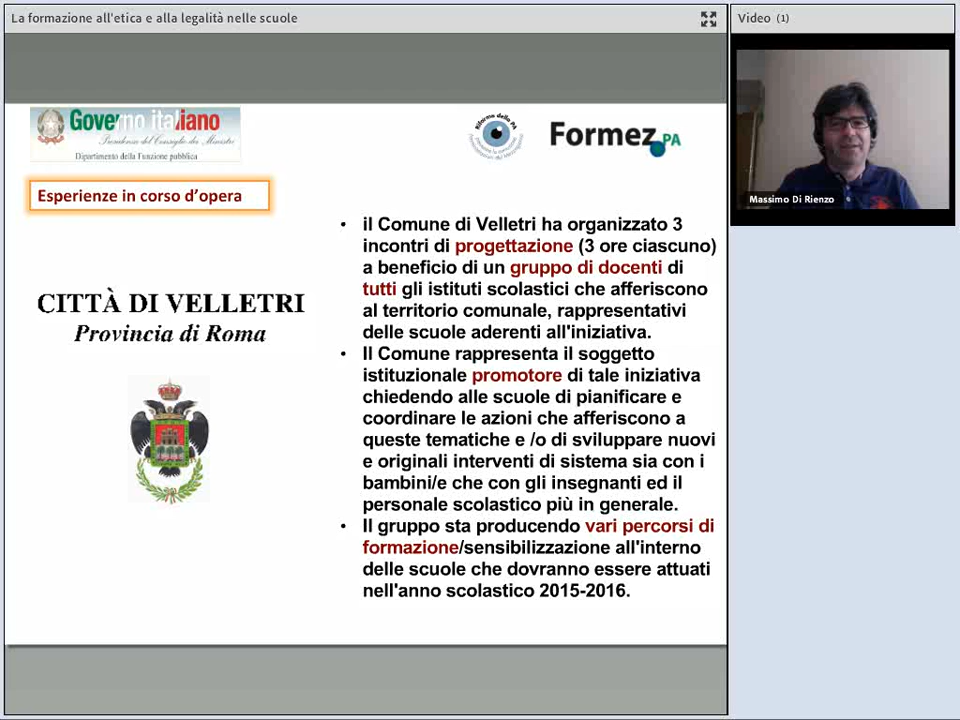 La formazione all'etica e alla legalità nelle scuole
Video (1)
Governo italiano
Presidenza del Consiglio dei Ministri
Dipartimento della Funzione pubblica
Riforma della PA
Formez PA
Massimo Di Rienzo
Esperienze in corso d'opera
CITTÀ DI VELLETRI
Provincia di Roma
• il Comune di Velletri ha organizzato 3
incontri di progettazione (3 ore ciascuno)
a beneficio di un gruppo di docenti di
tutti gli istituti scolastici che afferiscono
al territorio comunale, rappresentativi
delle scuole aderenti all'iniziativa.
• Il Comune rappresenta il soggetto
istituzionale promotore di tale iniziativa
chiedendo alle scuole di pianificare e
coordinare le azioni che afferiscono a
queste tematiche e /o di sviluppare nuovi
e originali interventi di sistema sia con i
bambini/e che con gli insegnanti ed il
personale scolastico più in generale.
• Il gruppo sta producendo vari percorsi di
formazione/sensibilizzazione all'interno
delle scuole che dovranno essere attuati
nell'anno scolastico 2015-2016.